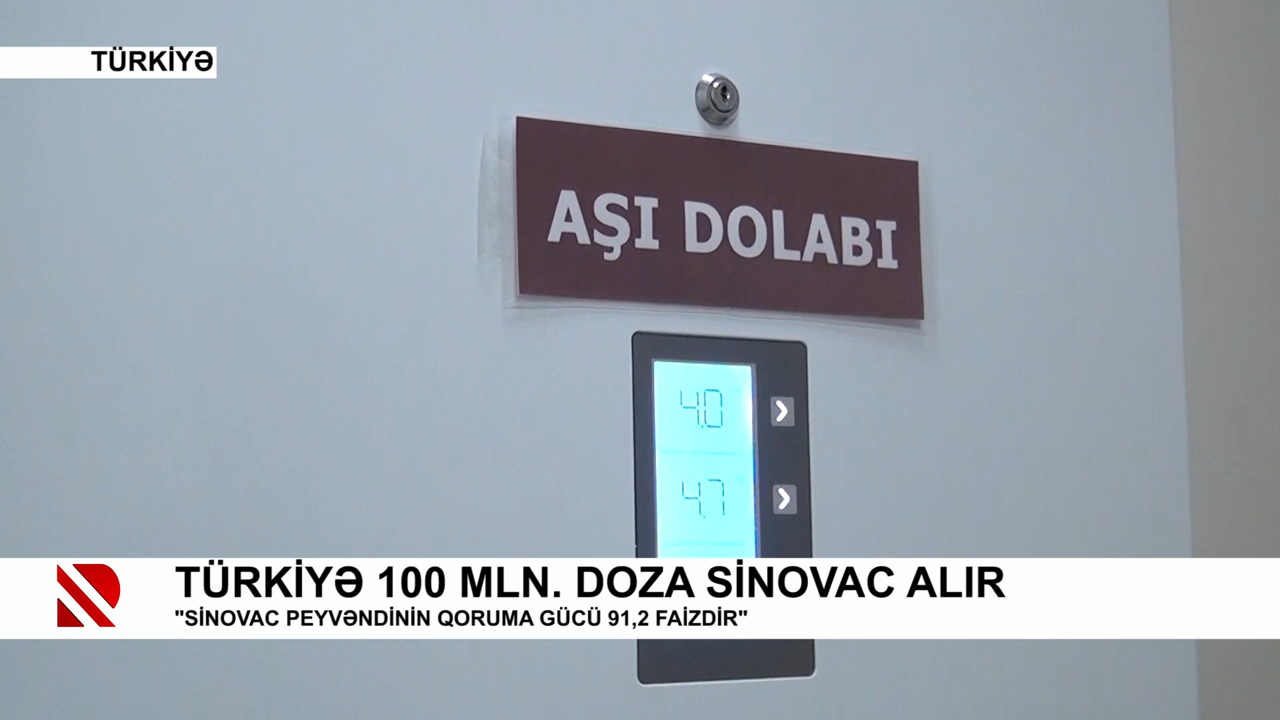 TÜRKİYƏ
AŞI DOLABI
4.0
4.7
TÜRKİYƏ 100 MLN. DOZA SİNOVAC ALIR
"SİNOVAC PEYVƏNDİNİN QORUMA GÜCÜ 91,2 FAİZDİR"